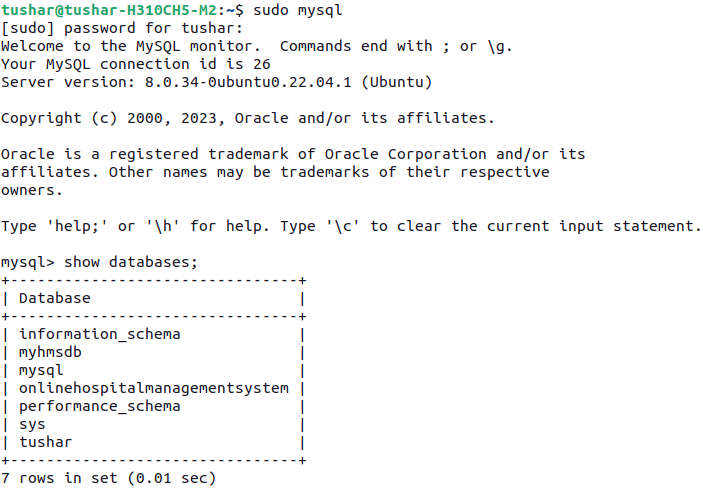 tushar@tushar-H310CH5-M2:~$ sudo mysql
[sudo] password for tushar:
Welcome to the MySQL monitor.  Commands end with ; or \g.
Your MySQL connection id is 26
Server version: 8.0.34-0ubuntu0.22.04.1 (Ubuntu)

Copyright (c) 2000, 2023, Oracle and/or its affiliates.

Oracle is a registered trademark of Oracle Corporation and/or its
affiliates. Other names may be trademarks of their respective
owners.

Type 'help;' or '\h' for help. Type '\c' to clear the current input statement.

mysql> show databases;
+--------------------------------+
| Database                       |
+--------------------------------+
| information_schema             |
| myhmsdb                        |
| mysql                          |
| onlinehospitalmanagementsystem |
| performance_schema             |
| sys                            |
| tushar                         |
+--------------------------------+
7 rows in set (0.01 sec)